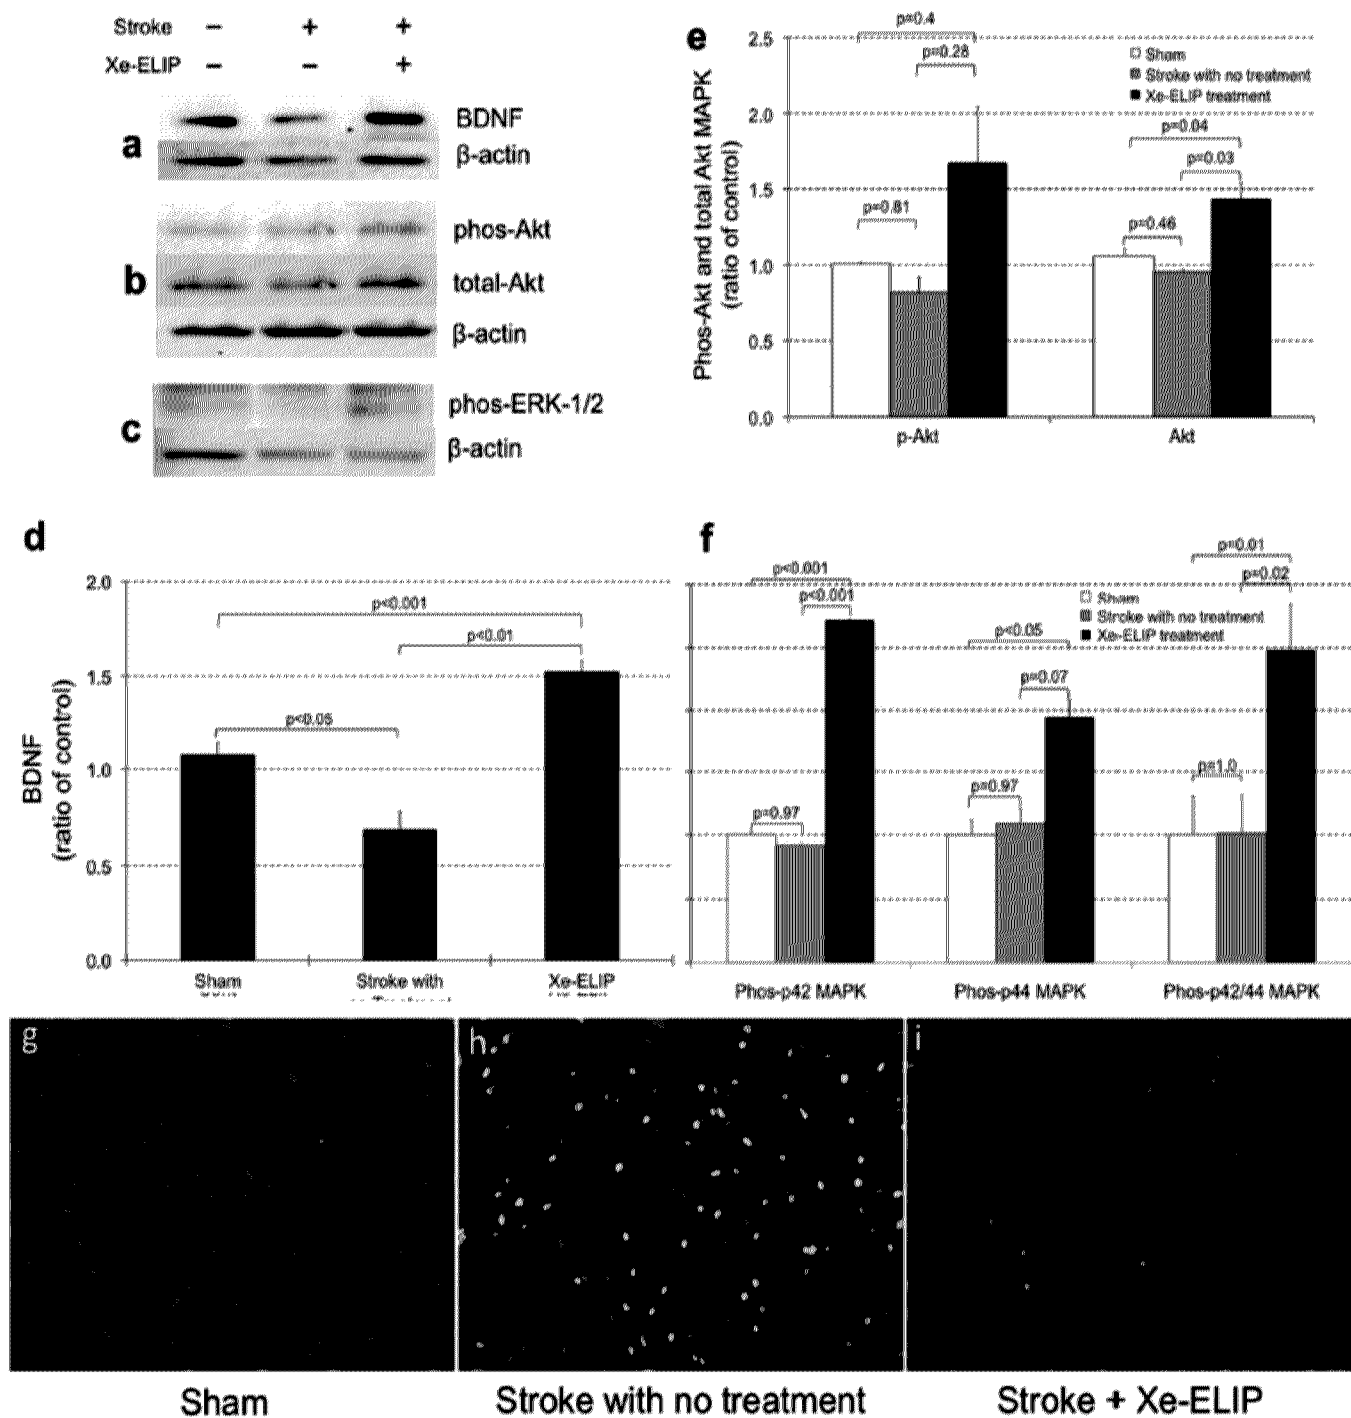 Stroke − + +
Xe-ELIP − − +
a
BDNF
β-actin
b
phos-Akt
total-Akt
β-actin
c
phos-ERK-1/2
β-actin
e
Phos-Akt and total Akt MAPK
(ratio of control)
2.5
2.0
1.5
1.0
0.5
0.0
p=0.4
p=0.28
p=0.81
p=0.04
p=0.03
p=0.46
Sham
Stroke with no treatment
Xe-ELIP treatment
p-Akt
Akt
d
BDNF
(ratio of control)
2.0
1.5
1.0
0.5
0.0
p<0.001
p<0.01
p<0.05
Sham
Stroke with
Xe-ELIP
f
p<0.001
p<0.001
p=0.97
p<0.05
p=0.07
p=0.97
p=0.01
p=0.02
p=1.0
Sham
Stroke with no treatment
Xe-ELIP treatment
Phos-p42 MAPK
Phos-p44 MAPK
Phos-p42/44 MAPK
g
h
i
Sham
Stroke with no treatment
Stroke + Xe-ELIP